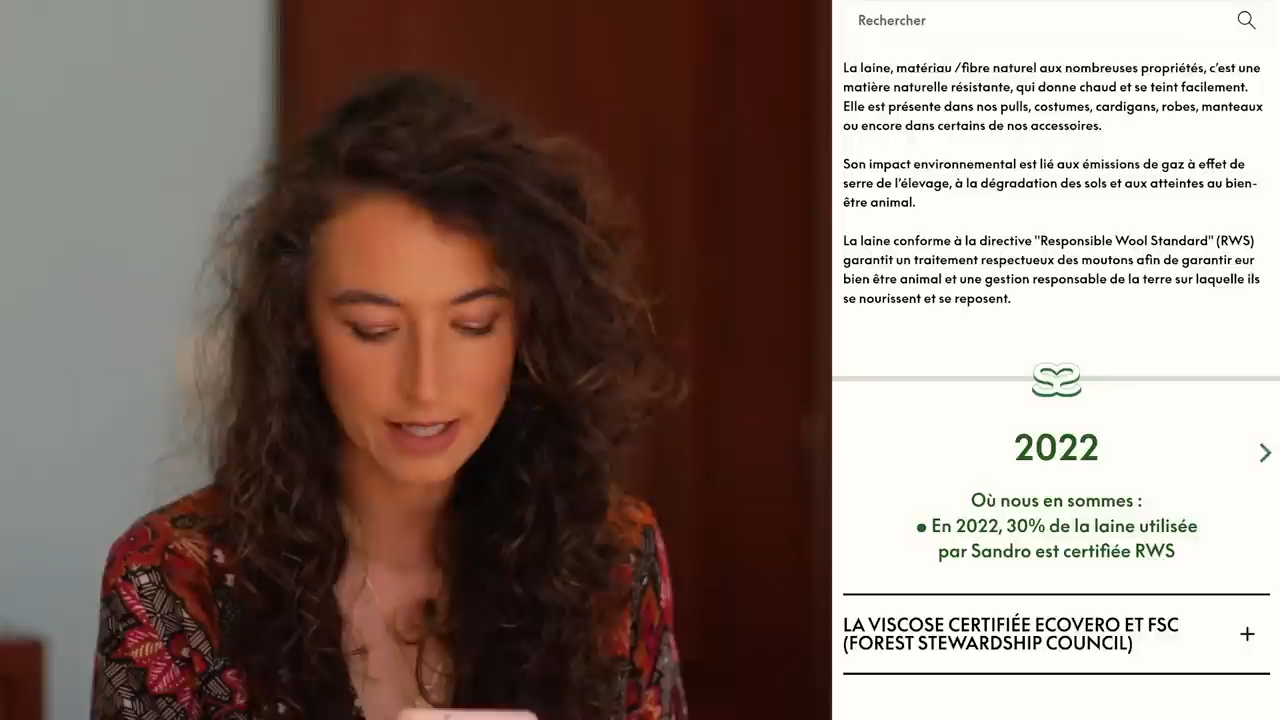 Rechercher
La laine, matériau /fibre naturel aux nombreuses propriétés, c'est une
matière naturelle résistante, qui donne chaud et se teint facilement.
Elle est présente dans nos pulls, costumes, cardigans, robes, manteaux
ou encore dans certains de nos accessoires.
Son impact environnemental est lié aux émissions de gaz à effet de
serre de l'élevage, à la dégradation des sols et aux atteintes au bien-
être animal.
La laine conforme à la directive "Responsible Wool Standard" (RWS)
garantit un traitement respectueux des moutons afin de garantir eur
bien être animal et une gestion responsable de la terre sur laquelle ils
se nourissent et se reposent.
2022
Où nous en sommes :
• En 2022, 30% de la laine utilisée
par Sandro est certifiée RWS
LA VISCOSE CERTIFIÉE ECOVERO ET FSC
(FOREST STEWARDSHIP COUNCIL)